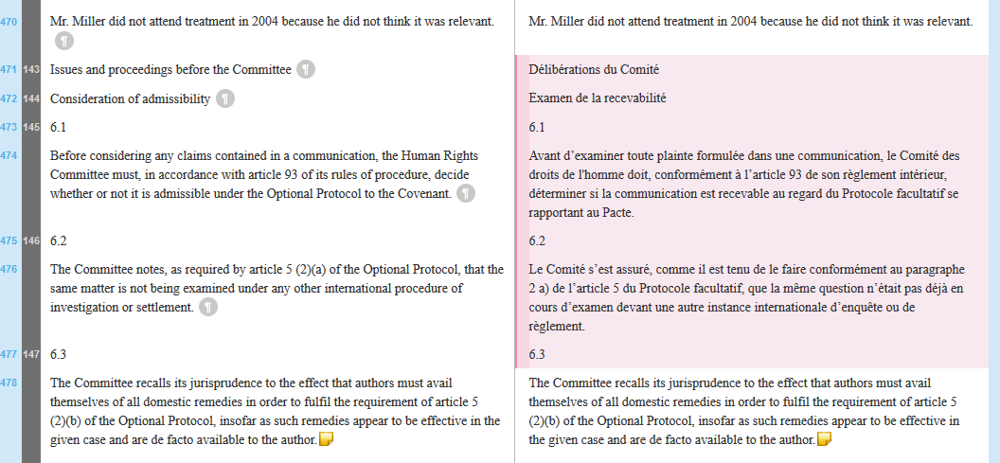 470 Mr. Miller did not attend treatment in 2004 because he did not think it was relevant.
¶
Mr. Miller did not attend treatment in 2004 because he did not think it was relevant.
471 143 Issues and proceedings before the Committee ¶
Délibérations du Comité
472 144 Consideration of admissibility ¶
Examen de la recevabilité
473 145 6.1
6.1
474 Before considering any claims contained in a communication, the Human Rights
Committee must, in accordance with article 93 of its rules of procedure, decide
whether or not it is admissible under the Optional Protocol to the Covenant. ¶
Avant d’examiner toute plainte formulée dans une communication, le Comité des
droits de l'homme doit, conformément à l’article 93 de son règlement intérieur,
déterminer si la communication est recevable au regard du Protocole facultatif se
rapportant au Pacte.
475 146 6.2
6.2
476 The Committee notes, as required by article 5 (2)(a) of the Optional Protocol, that the
same matter is not being examined under any other international procedure of
investigation or settlement. ¶
Le Comité s’est assuré, comme il est tenu de le faire conformément au paragraphe
2 a) de l’article 5 du Protocole facultatif, que la même question n’était pas déjà en
cours d’examen devant une autre instance internationale d’enquête ou de
règlement.
477 147 6.3
6.3
478 The Committee recalls its jurisprudence to the effect that authors must avail
themselves of all domestic remedies in order to fulfil the requirement of article 5
(2)(b) of the Optional Protocol, insofar as such remedies appear to be effective in the
given case and are de facto available to the author.
The Committee recalls its jurisprudence to the effect that authors must avail
themselves of all domestic remedies in order to fulfil the requirement of article 5
(2)(b) of the Optional Protocol, insofar as such remedies appear to be effective in
the given case and are de facto available to the author.